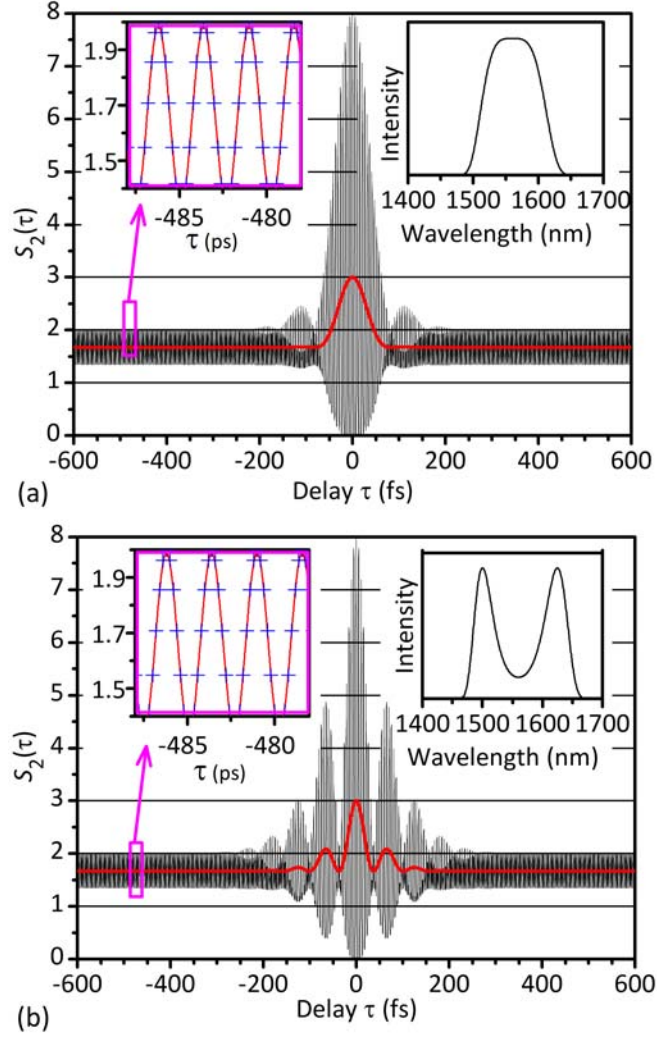 8
7
6
5
4
3
2
1
0
S₂(τ)
1.9
1.7
1.5
-485 -480
τ (ps)
Intensity
1400 1500 1600 1700
Wavelength (nm)
-600 -400 -200 0 200 400 600
Delay τ (fs)
(a)
8
7
6
5
4
3
2
1
0
S₂(τ)
1.9
1.7
1.5
-485 -480
τ (ps)
Intensity
1400 1500 1600 1700
Wavelength (nm)
-600 -400 -200 0 200 400 600
Delay τ (fs)
(b)